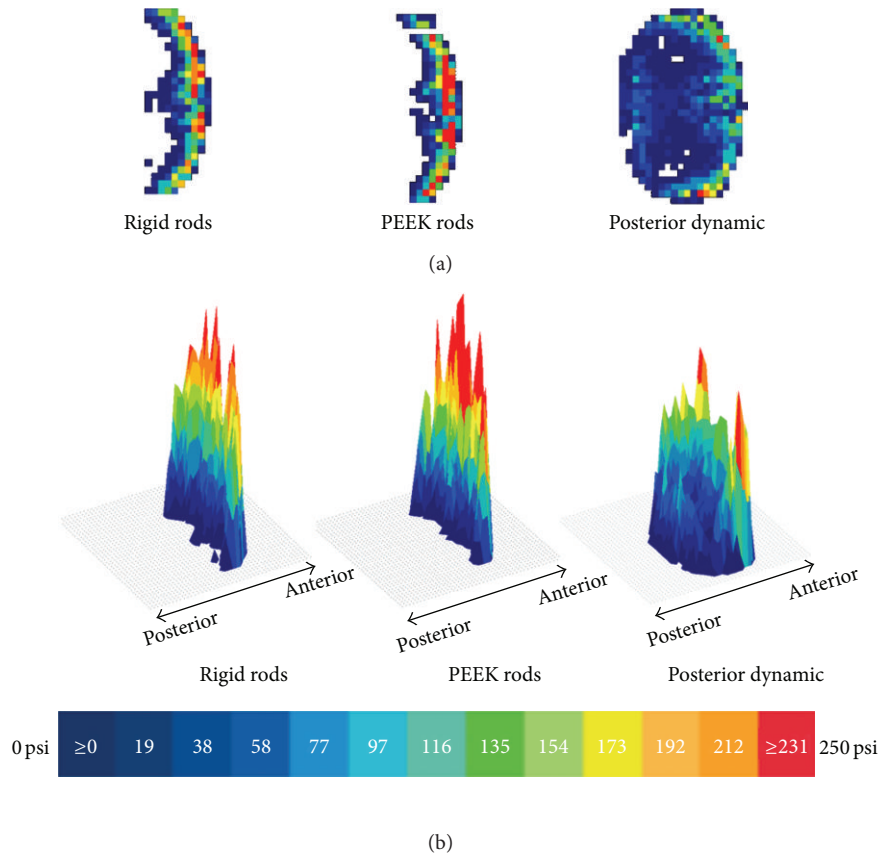 Rigid rods PEEK rods Posterior dynamic
(a)
Posterior Anterior Posterior Anterior Posterior Anterior
Rigid rods PEEK rods Posterior dynamic
0 psi ≥0 19 38 58 77 97 116 135 154 173 192 212 ≥231 250 psi
(b)